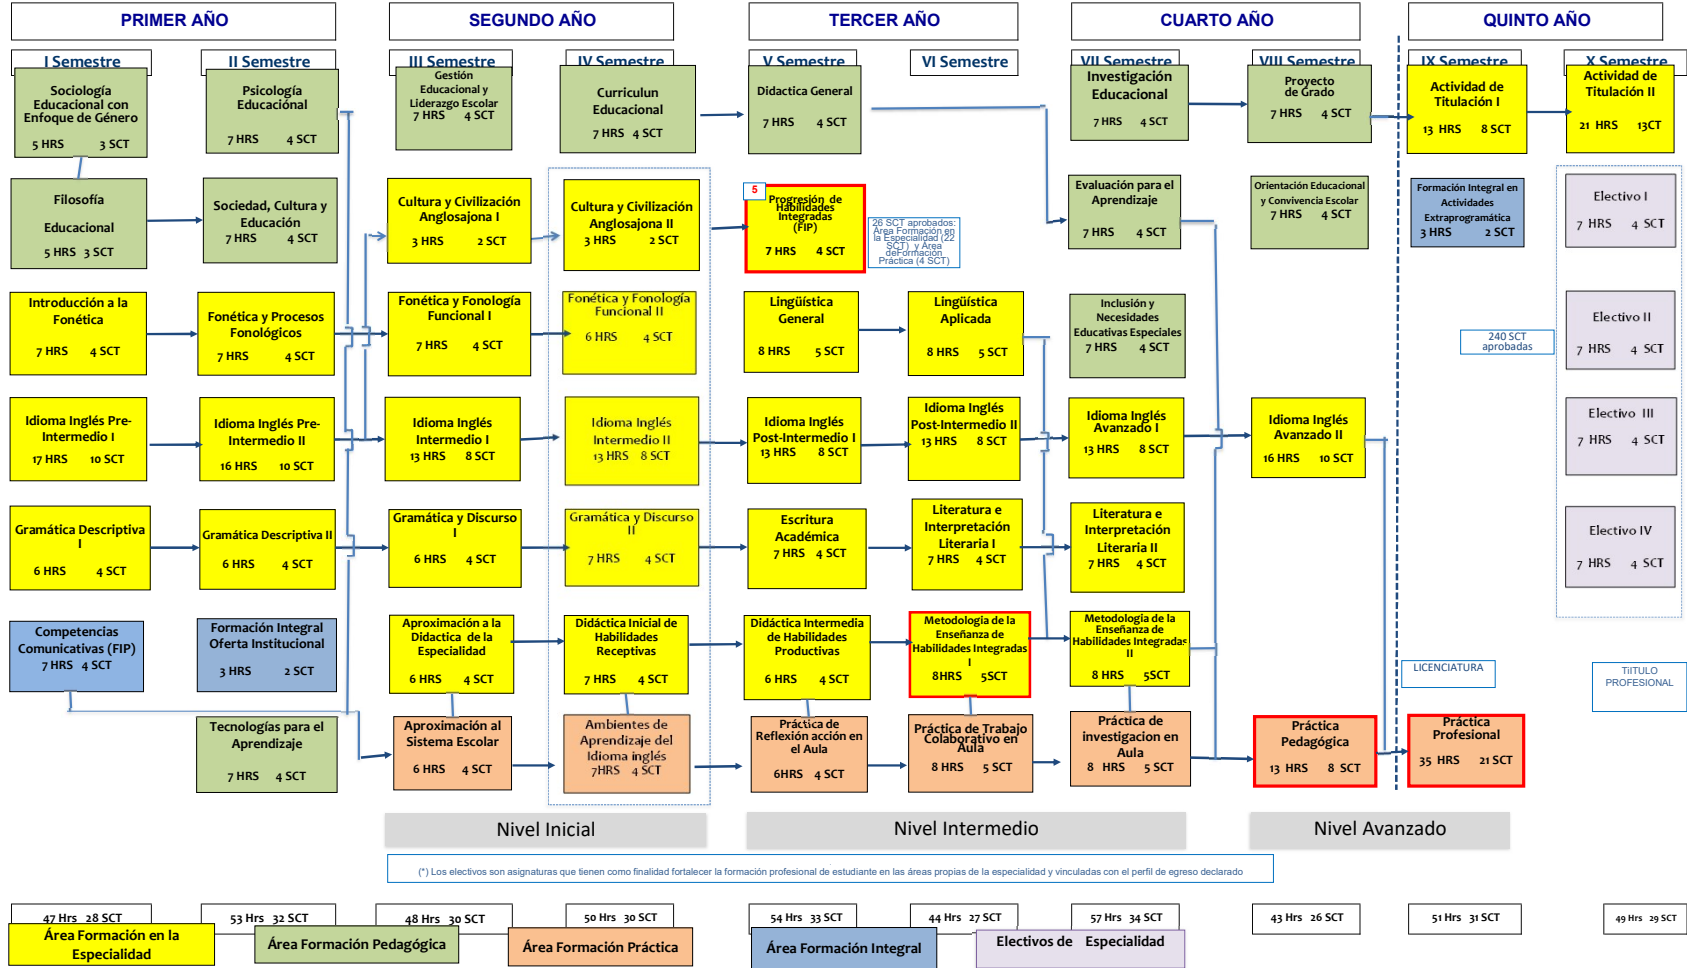 PRIMER AÑO
SEGUNDO AÑO
TERCER AÑO
CUARTO AÑO
QUINTO AÑO
I Semestre
II Semestre
III Semestre
IV Semestre
V Semestre
VI Semestre
VII Semestre
VIII Semestre
IX Semestre
X Semestre
Sociología
Educacional con
Enfoque de Género
5 HRS 3 SCT
Psicología
Educaciónal
7 HRS 4 SCT
Gestión
Educacional y
Liderazgo Escolar
7 HRS 4 SCT
Curriculun
Educacional
7 HRS 4 SCT
Didactica General
7 HRS 4 SCT
Investigación
Educacional
7 HRS 4 SCT
Proyecto
de Grado
7 HRS 4 SCT
Actividad de
Titulación I
13 HRS 8 SCT
Actividad de
Titulación II
21 HRS 13CT
Filosofía
Educacional
5 HRS 3 SCT
Sociedad, Cultura y
Educación
7 HRS 4 SCT
Cultura y Civilización
Anglosajona I
3 HRS 2 SCT
Cultura y Civilización
Anglosajona II
3 HRS 2 SCT
5
Progresión de
Habilidades
Integradas
(FIP)
7 HRS 4 SCT
26 SCT aprobados:
Área Formación en
la Especialidad (22
SCT) y Área
deFormación
Práctica (4 SCT)
Evaluación para el
Aprendizaje
7 HRS 4 SCT
Orientación Educacional
y Convivencia Escolar
7 HRS 4 SCT
Formación Integral en
Actividades
Extraprogramática
3 HRS 2 SCT
Electivo I
7 HRS 4 SCT
Introducción a la
Fonética
7 HRS 4 SCT
Fonética y Procesos
Fonológicos
7 HRS 4 SCT
Fonética y Fonología
Funcional I
7 HRS 4 SCT
Fonética y Fonología
Funcional II
6 HRS 4 SCT
Lingüística
General
8 HRS 5 SCT
Lingüística
Aplicada
8 HRS 5 SCT
Inclusión y
Necesidades
Educativas Especiales
7 HRS 4 SCT
240 SCT
aprobadas
Electivo II
7 HRS 4 SCT
Idioma Inglés Pre-
Intermedio I
17 HRS 10 SCT
Idioma Inglés Pre-
Intermedio II
16 HRS 10 SCT
Idioma Inglés
Intermedio I
13 HRS 8 SCT
Idioma Inglés
Intermedio II
13 HRS 8 SCT
Idioma Inglés
Post-Intermedio I
13 HRS 8 SCT
Idioma Inglés
Post-Intermedio II
13 HRS 8 SCT
Idioma Inglés
Avanzado I
13 HRS 8 SCT
Idioma Inglés
Avanzado II
16 HRS 10 SCT
Electivo III
7 HRS 4 SCT
Gramática Descriptiva
I
6 HRS 4 SCT
Gramática Descriptiva II
6 HRS 4 SCT
Gramática y Discurso
I
6 HRS 4 SCT
Gramática y Discurso
II
7 HRS 4 SCT
Escritura
Académica
7 HRS 4 SCT
Literatura e
Interpretación
Literaria I
7 HRS 4 SCT
Literatura e
Interpretación
Literaria II
7 HRS 4 SCT
Electivo IV
7 HRS 4 SCT
Competencias
Comunicativas (FIP)
7 HRS 4 SCT
Formación Integral
Oferta Institucional
3 HRS 2 SCT
Aproximación a la
Didactica de la
Especialidad
6 HRS 4 SCT
Didáctica Inicial de
Habilidades
Receptivas
7 HRS 4 SCT
Didáctica Intermedia
de Habilidades
Productivas
6 HRS 4 SCT
Metodologia de la
Enseñanza de
Habilidades Integradas
I
8HRS 5SCT
Metodología de la
Enseñanza de
Habilidades Integradas
II
8 HRS 5SCT
LICENCIATURA
TiITULO
PROFESIONAL
Tecnologías para el
Aprendizaje
7 HRS 4 SCT
Aproximación al
Sistema Escolar
6 HRS 4 SCT
Ambientes de
Aprendizaje del
Idioma inglés
7HRS 4 SCT
Práctica de
Reflexión acción en
el Aula
6HRS 4 SCT
Práctica de Trabajo
Colaborativo en
Aula
8 HRS 5 SCT
Práctica de
investigacion en
Aula
8 HRS 5 SCT
Práctica
Pedagógica
13 HRS 8 SCT
Práctica
Profesional
35 HRS 21 SCT
Nivel Inicial
Nivel Intermedio
Nivel Avanzado
(*) Los electivos son asignaturas que tienen como finalidad fortalecer la formación profesional de estudiante en las áreas propias de la especialidad y vinculadas con el perfil de egreso declarado
47 Hrs 28 SCT
53 Hrs 32 SCT
48 Hrs 30 SCT
50 Hrs 30 SCT
54 Hrs 33 SCT
44 Hrs 27 SCT
57 Hrs 34 SCT
43 Hrs 26 SCT
51 Hrs 31 SCT
49 Hrs 29 SCT
Área Formación en la
Especialidad
Área Formación Pedagógica
Área Formación Práctica
Área Formación Integral
Electivos de Especialidad